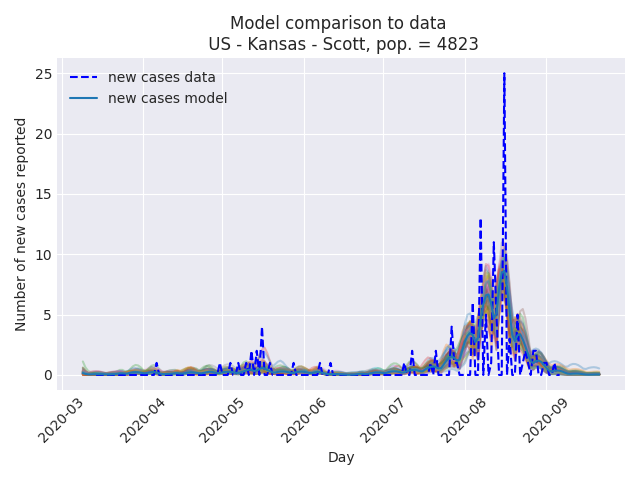 Model comparison to data
US - Kansas - Scott, pop. = 4823
new cases data
new cases model
Number of new cases reported
25
20
15
10
5
0
2020-03
2020-04
2020-05
2020-06
2020-07
2020-08
2020-09
Day